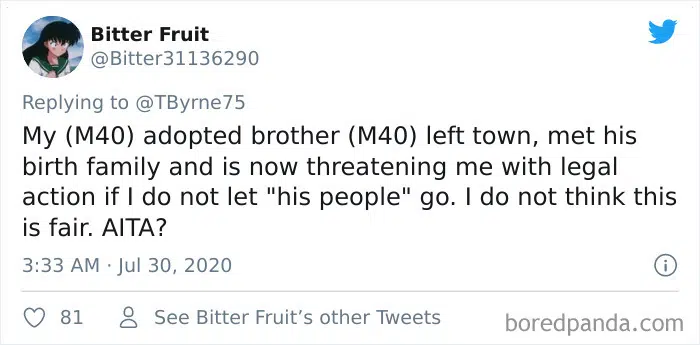 Bitter Fruit
@Bitter31136290
Replying to @TByrne75
My (M40) adopted brother (M40) left town, met his
birth family and is now threatening me with legal
action if I do not let "his people" go. I do not think this
is fair. AITA?
3:33 AM · Jul 30, 2020
81 See Bitter Fruit’s other Tweets
boredpanda.com